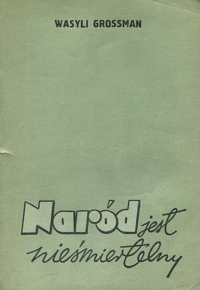 WASYLI GROSSMAN
Naród jest
nieśmiertelny